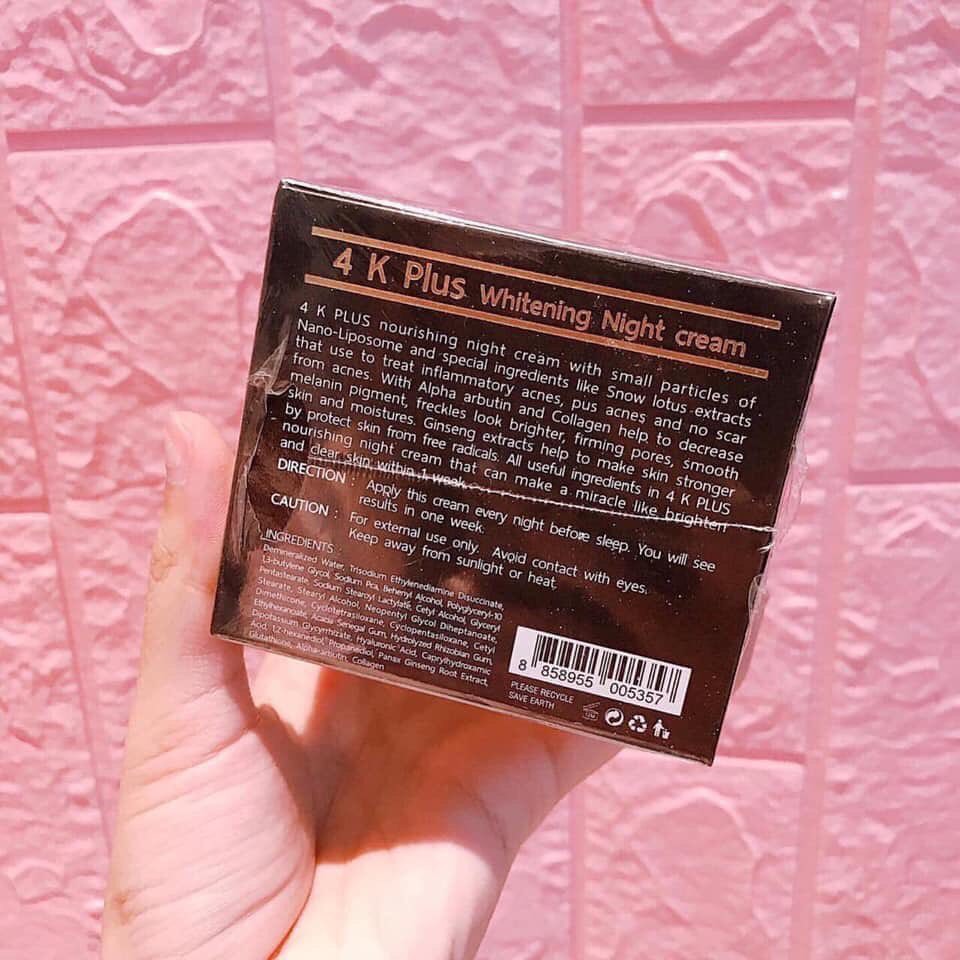 4 K Plus Whitening Night cream
4 K PLUS nourishing night cream with small particles of
Nano-Liposome and special ingredients like Snow lotus extracts
that use to treat inflammatory acnes, pus acnes and no scar
from acnes. With Alpha arbutin and Collagen help to decrease
melanin pigment, freckles look brighter, firming pores, smooth
skin and moistures. Ginseng extracts help to make skin stronger
by protect skin from free radicals. All useful ingredients in 4 K PLUS
nourishing night cream that can make a miracle like brighten
and clear skin within 1 week.
DIRECTION : Apply this cream every night before sleep. You will see
results in one week.
CAUTION : For external use only. Avoid contact with eyes.
Keep away from sunlight or heat.
INGREDIENTS
Demineralized Water, Trisodium Ethylenediamine Disuccinate,
1,3-butylene Glycol, Sodium Pca, Behenyl Alcohol, Polyglyceryl-10
Pentastearate, Sodium Stearoyl Lactylate, Cetyl Alcohol, Glyceryl
Stearate, Stearyl Alcohol, Neopentyl Glycol Diheptanoate,
Dimethicone, Cyclotetrasiloxane, Cyclopentasiloxane, Cetyl
Ethylhexanoate, Acacia Senegal Gum, Hydrolyzed Rhizobian Gum,
Dipotassium Glycyrrhizate, Hyaluronic Acid, Caprylhydroxamic
Acid, 1,2-hexanediol, Propanediol, Panax Ginseng Root Extract,
Glutathione, Alpha-arbutin, Collagen
8 858955 005357
PLEASE RECYCLE
SAVE EARTH